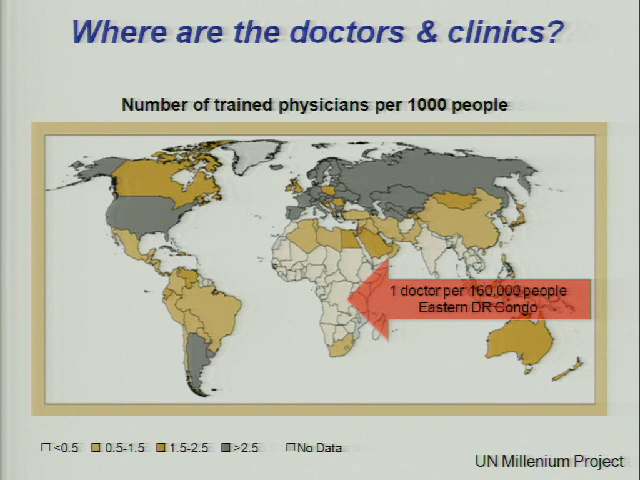 Where are the doctors & clinics?
Number of trained physicians per 1000 people
1 doctor per 160,000 people
Eastern DR Congo
<0.5 0.5-1.5 1.5-2.5 >2.5 No Data
UN Millenium Project